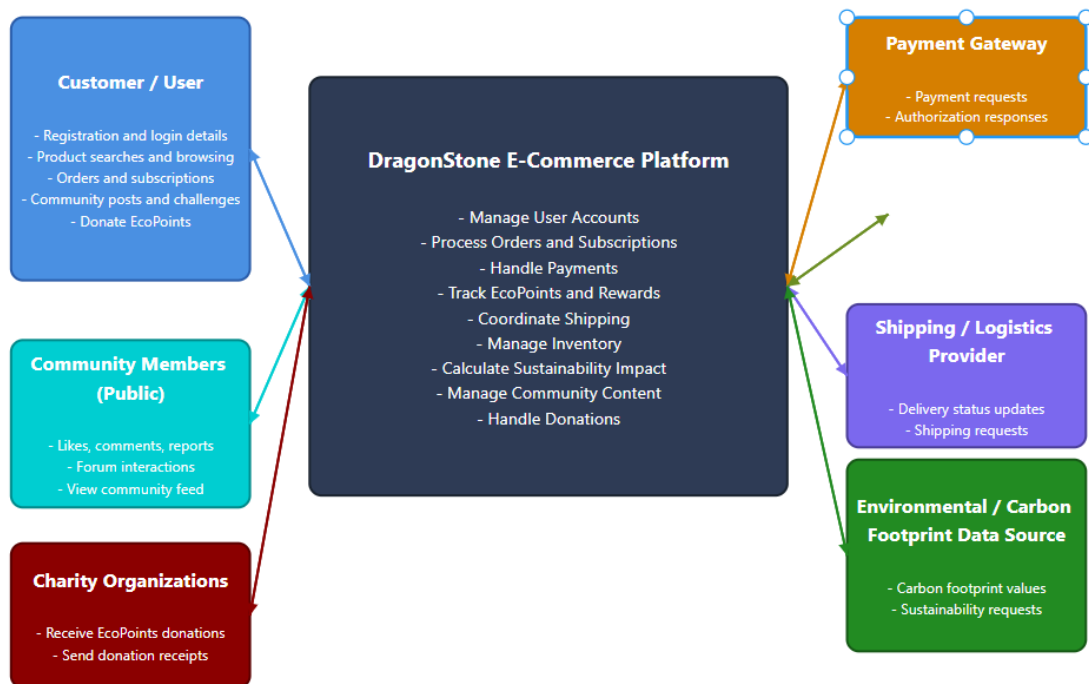 Customer / User
- Registration and login details
- Product searches and browsing
- Orders and subscriptions
- Community posts and challenges
- Donate EcoPoints
Community Members
(Public)
- Likes, comments, reports
- Forum interactions
- View community feed
Charity Organizations
- Receive EcoPoints donations
- Send donation receipts
DragonStone E-Commerce Platform
- Manage User Accounts
- Process Orders and Subscriptions
- Handle Payments
- Track EcoPoints and Rewards
- Coordinate Shipping
- Manage Inventory
- Calculate Sustainability Impact
- Manage Community Content
- Handle Donations
Payment Gateway
- Payment requests
- Authorization responses
Shipping / Logistics
Provider
- Delivery status updates
- Shipping requests
Environmental / Carbon
Footprint Data Source
- Carbon footprint values
- Sustainability requests